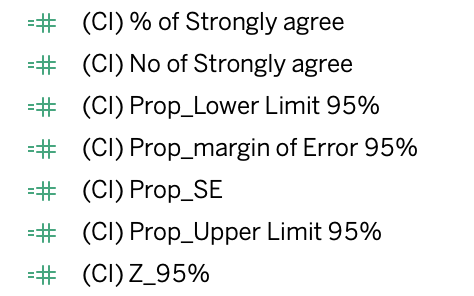 (CI) % of Strongly agree
(CI) No of Strongly agree
(CI) Prop_Lower Limit 95%
(CI) Prop_margin of Error 95%
(CI) Prop_SE
(CI) Prop_Upper Limit 95%
(CI) Z_95%